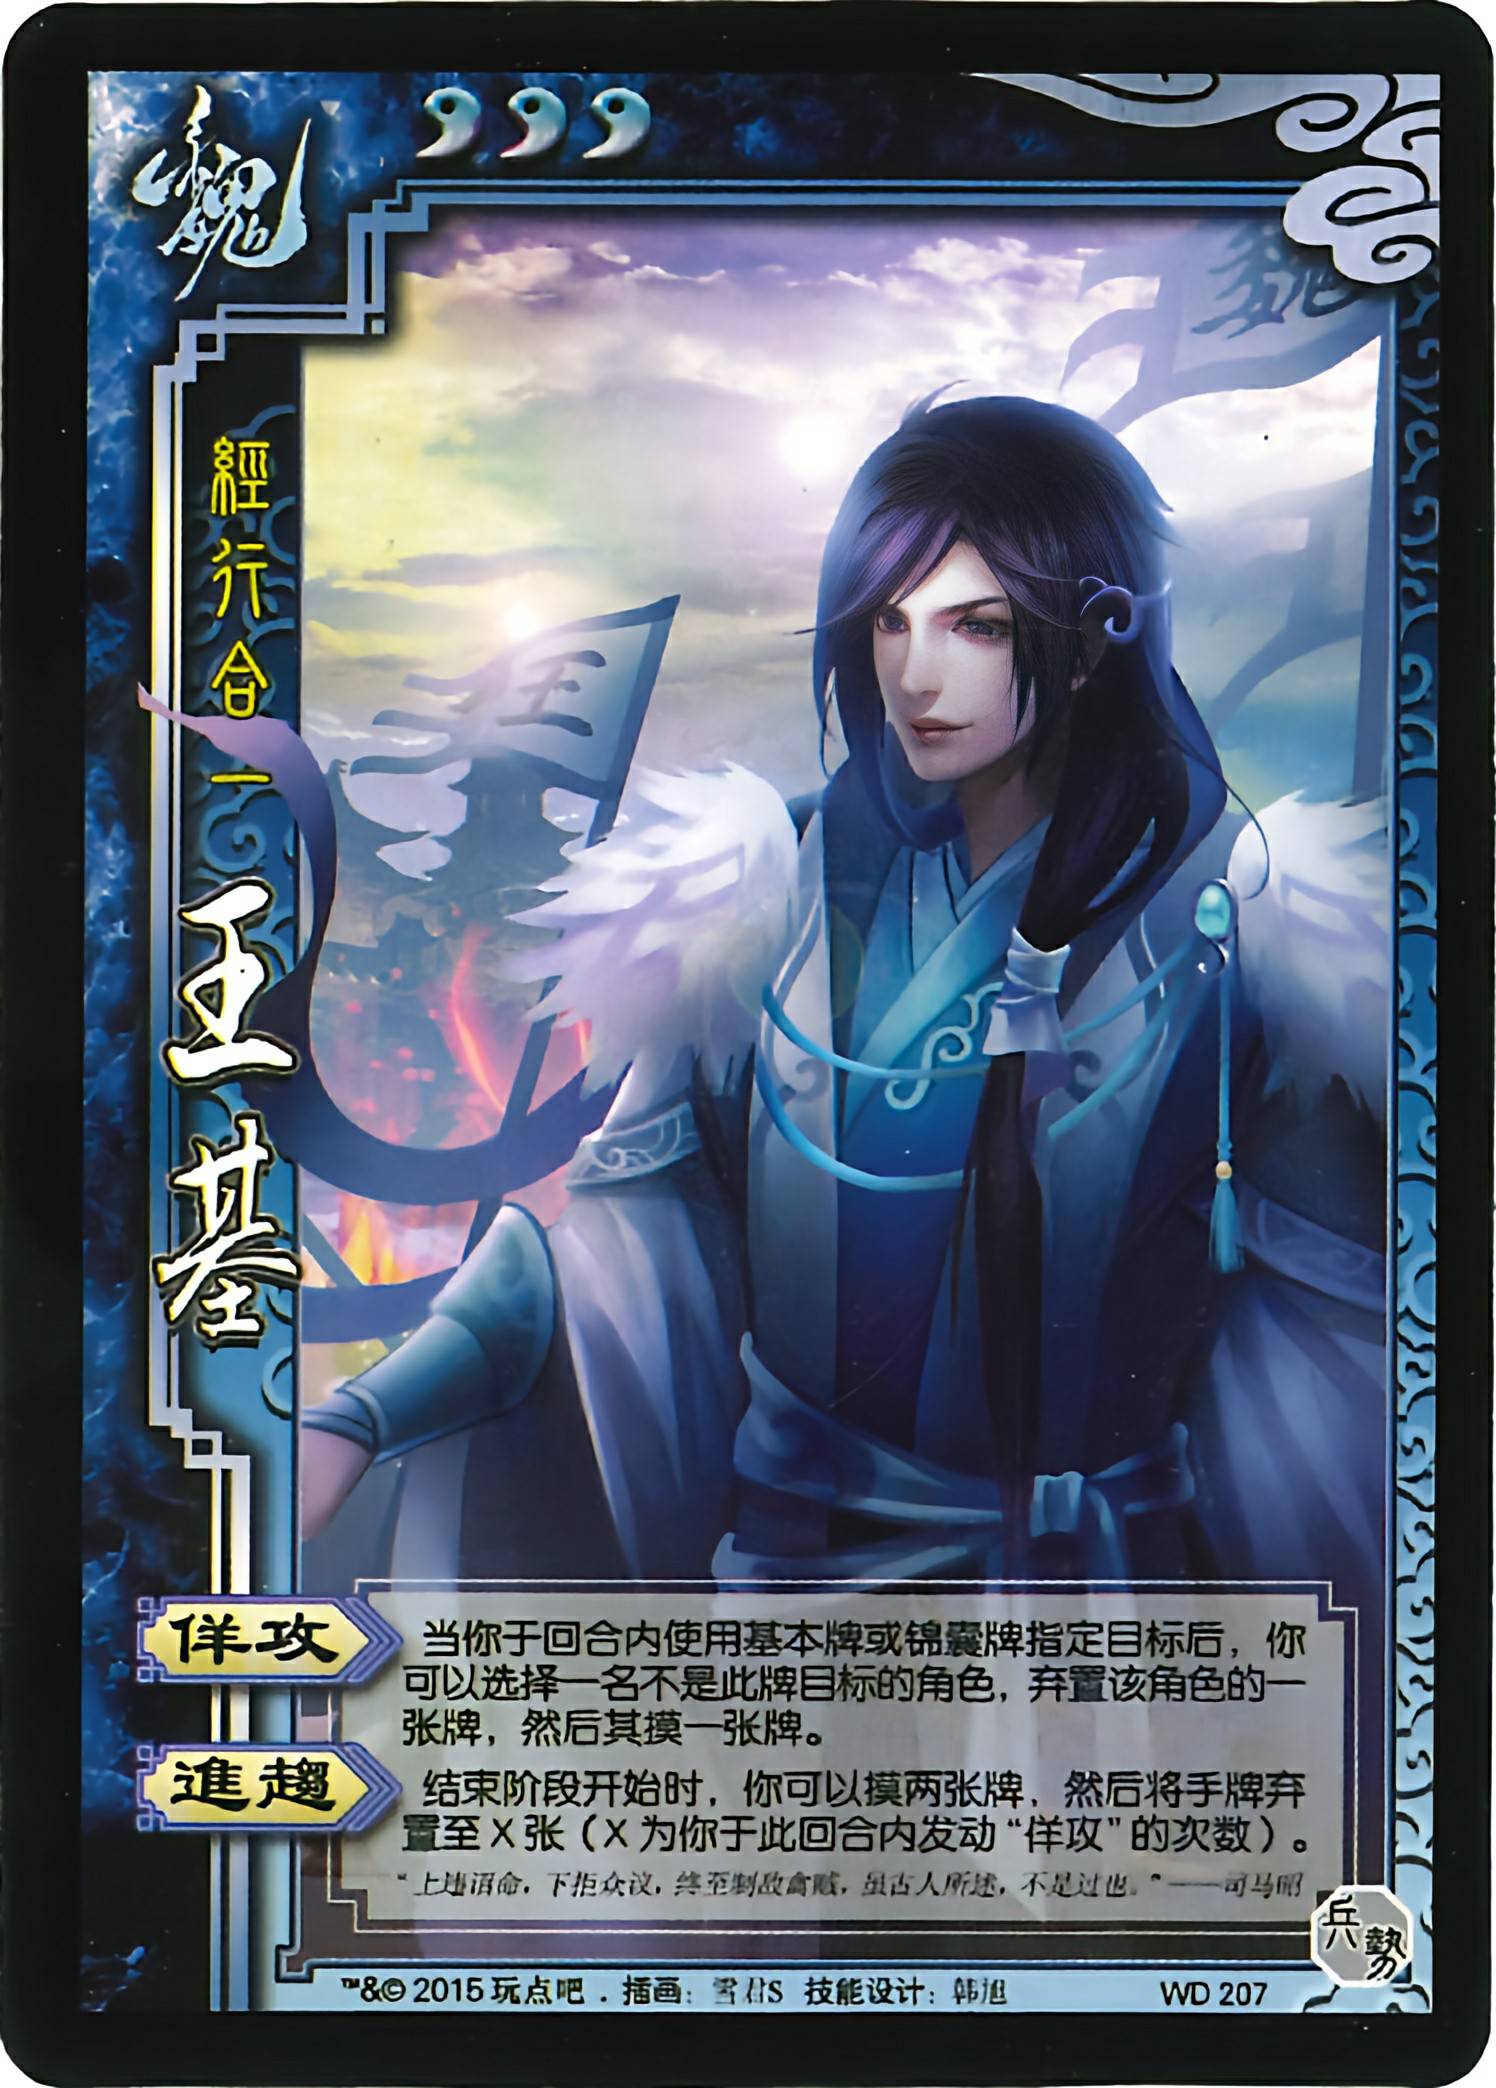 魏
經行合一
王基
佯攻
当你于回合内使用基本牌或锦囊牌指定目标后，你
可以选择一名不是此牌目标的角色，弃置该角色的一
张牌，然后其摸一张牌。
進趨
结束阶段开始时，你可以摸两张牌，然后将手牌弃
置至X张（X为你于此回合内发动“佯攻”的次数）。
“上违诏命，下拒众议，终至制敌禽贼，虽古人所述，不是过也。”——司马昭
兵勢
™&© 2015 玩点吧 . 插画：雪君S 技能设计：韩旭
WD 207
王
魏